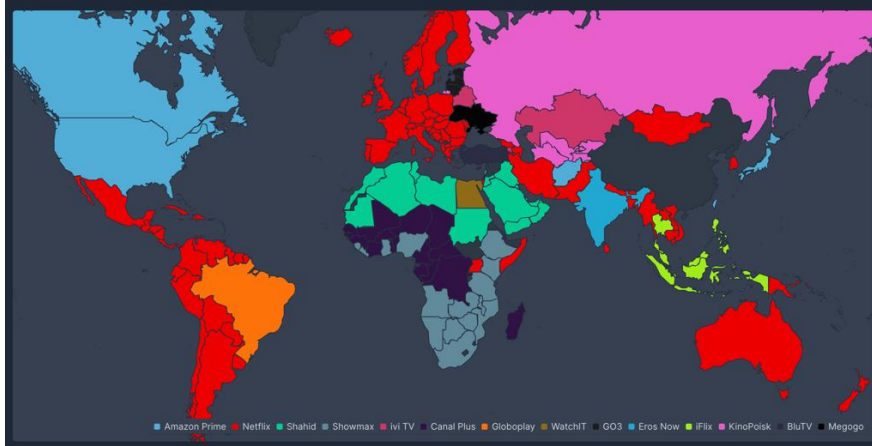 Amazon Prime Netflix Shahid Showmax ivi TV Canal Plus Globoplay WatchIT GO3 Eros Now iFlix KinoPoisk BluTV Megogo